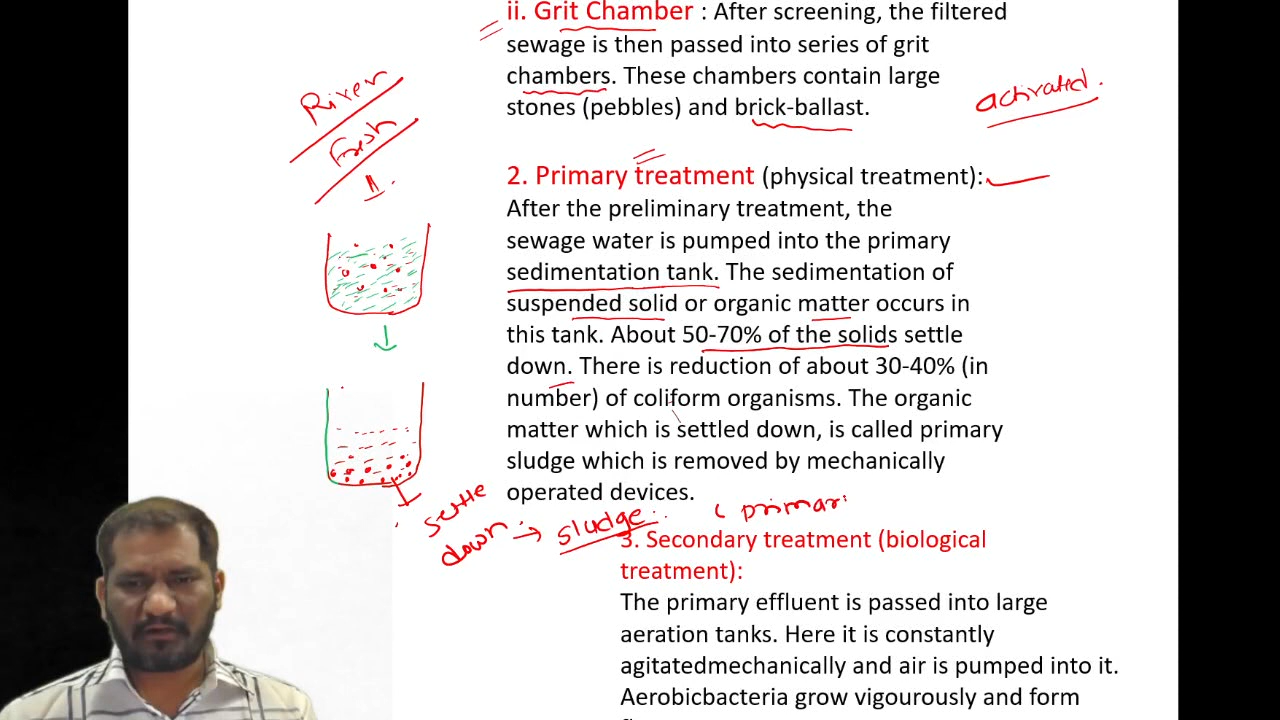 ii. Grit Chamber : After screening, the filtered
sewage is then passed into series of grit
chambers. These chambers contain large
stones (pebbles) and brick-ballast.
activated.
River
Fresh
2. Primary treatment (physical treatment):
After the preliminary treatment, the
sewage water is pumped into the primary
sedimentation tank. The sedimentation of
suspended solid or organic matter occurs in
this tank. About 50-70% of the solids settle
down. There is reduction of about 30-40% (in
number) of coliform organisms. The organic
matter which is settled down, is called primary
sludge which is removed by mechanically
operated devices.
settle
down. → sludge. ( primar
3. Secondary treatment (biological
treatment):
The primary effluent is passed into large
aeration tanks. Here it is constantly
agitatedmechanically and air is pumped into it.
Aerobicbacteria grow vigourously and form